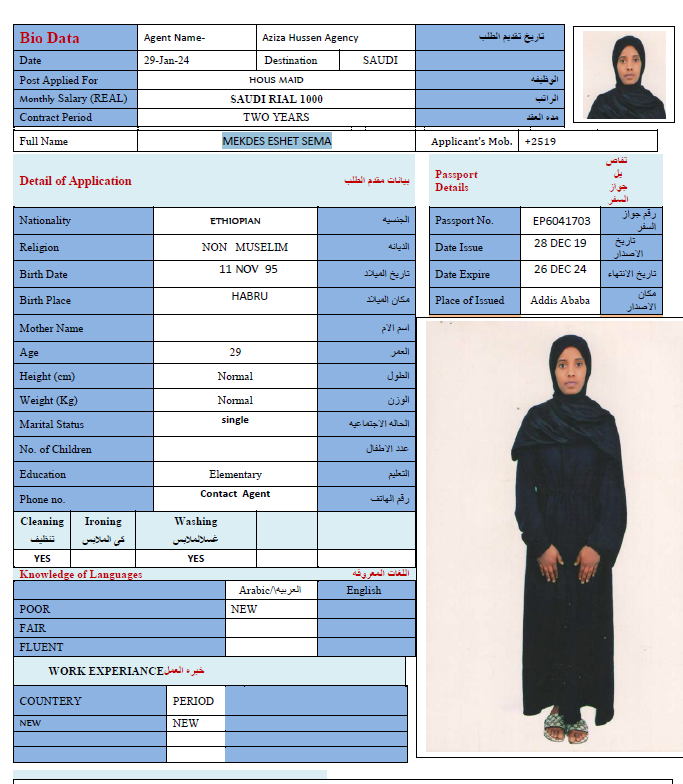 Bio Data Agent Name- Aziza Hussen Agency تاريخ تقديم الطلب
Date 29-Jan-24 Destination SAUDI
Post Applied For HOUS MAID الوظيفه
Monthly Salary (REAL) SAUDI RIAL 1000 الراتب
Contract Period TWO YEARS مده العقد
Full Name MEKDES ESHET SEMA Applicant's Mob. +2519
Detail of Application بيانات مقدم الطلب
Passport Details تفاص يل جواز السفر
Nationality ETHIOPIAN الجنسيه
Passport No. EP6041703 رقم جواز السفر
Religion NON MUSELIM الديانه
Date Issue 28 DEC 19 تاريخ الاصدار
Birth Date 11 NOV 95 تاريخ الميلاد
Date Expire 26 DEC 24 تاريخ الانتهاء
Birth Place HABRU مكان الميلاد
Place of Issued Addis Ababa مكان الاصدار
Mother Name اسم الام
Age 29 العمر
Height (cm) Normal الطول
Weight (Kg) Normal الوزن
Marital Status single الحاله الاجتماعيه
No. of Children عدد الاطفال
Education Elementary التعليم
Phone no. Contact Agent رقم الهاتف
Cleaning Ironing Washing
تنظيف كي الملابس غسلالملابس
YES YES
Knowledge of Languages اللغات المعروفه
Arabic/العربيه\ English
POOR NEW
FAIR
FLUENT
WORK EXPERIANCE خبره العمل
COUNTERY PERIOD
NEW NEW